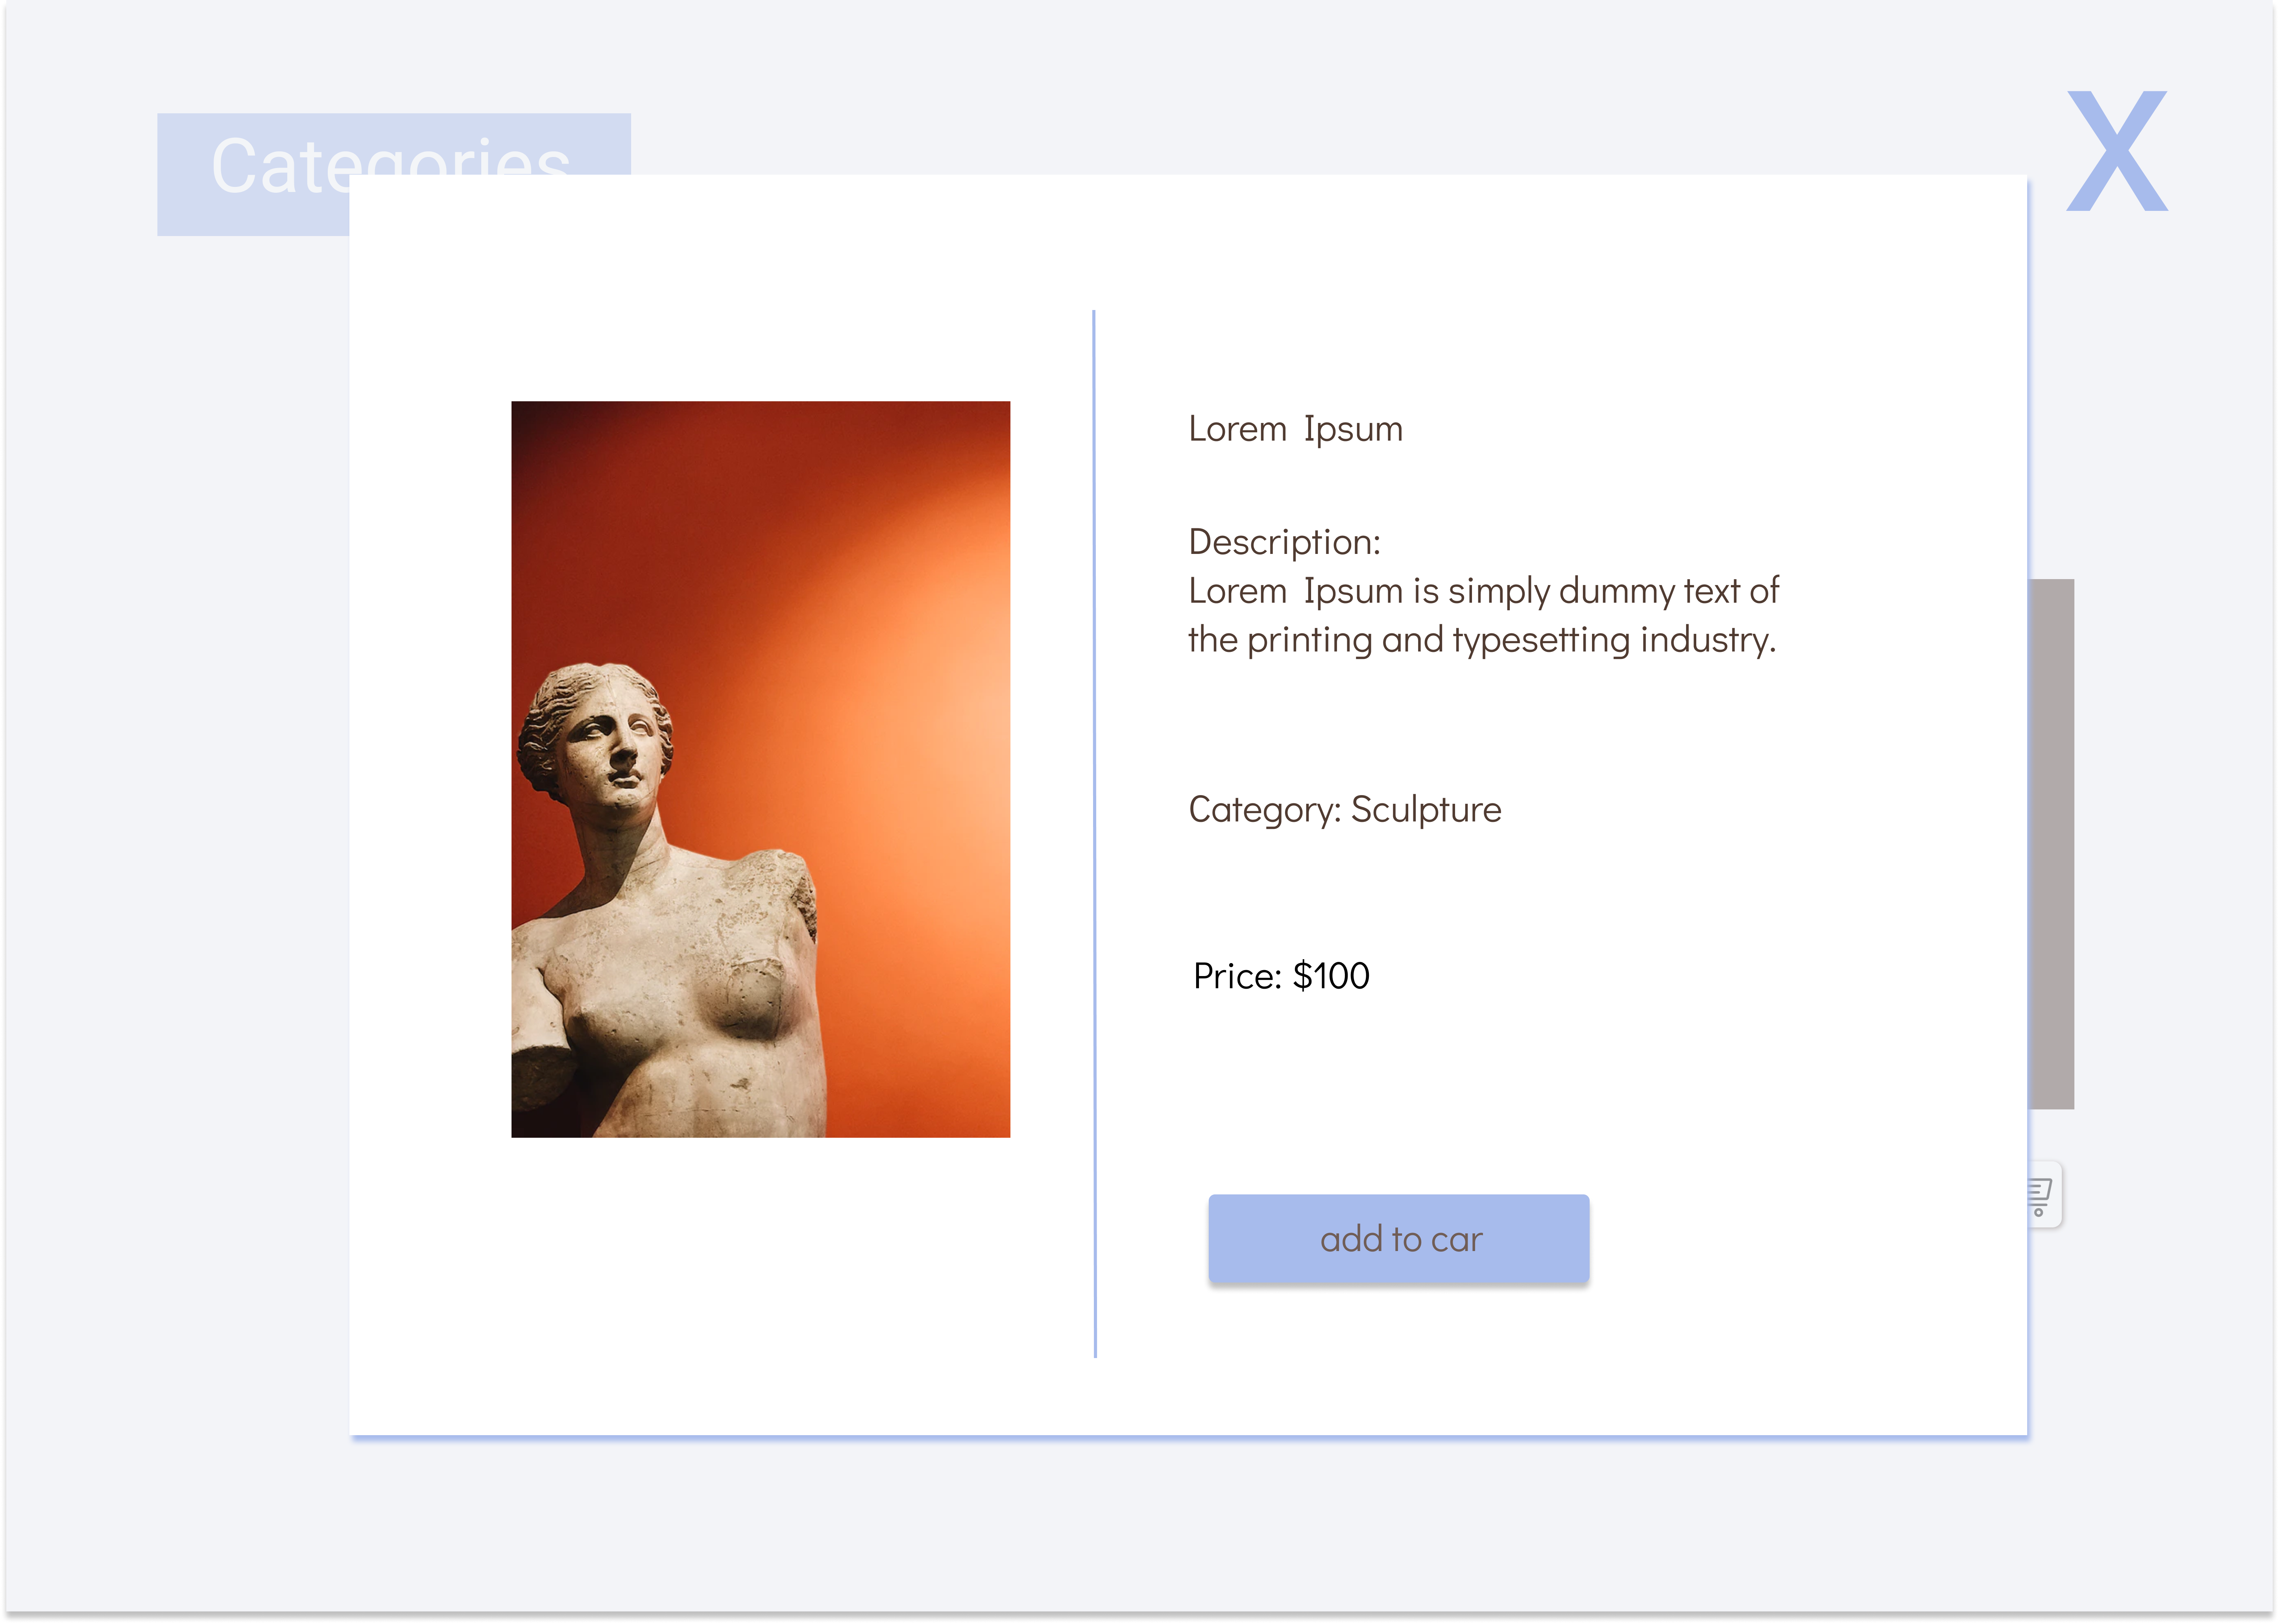 Categories
X
Lorem Ipsum
Description:
Lorem Ipsum is simply dummy text of
the printing and typesetting industry.
Category: Sculpture
Price: $100
add to car